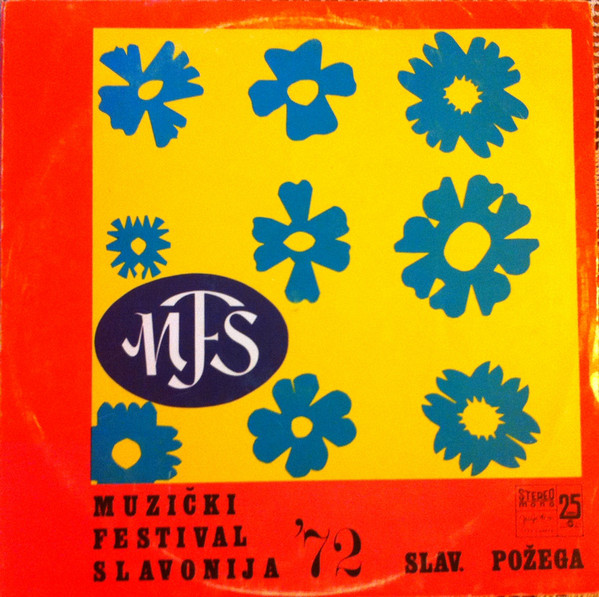 MFS
MUZIČKI
FESTIVAL
SLAVONIJA '72 SLAV. POŽEGA
STEREO
mono
25